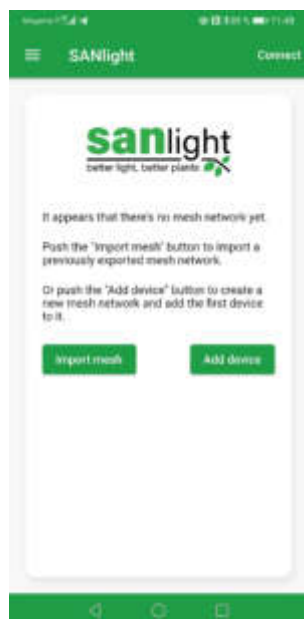 SANlight
Connect
sanlight
better light, better plants
It appears that there's no mesh network yet.
Push the "Import mesh" button to import a
previously exported mesh network.
Or push the "Add device" button to create a
new mesh network and add the first device
to it.
Import mesh
Add device